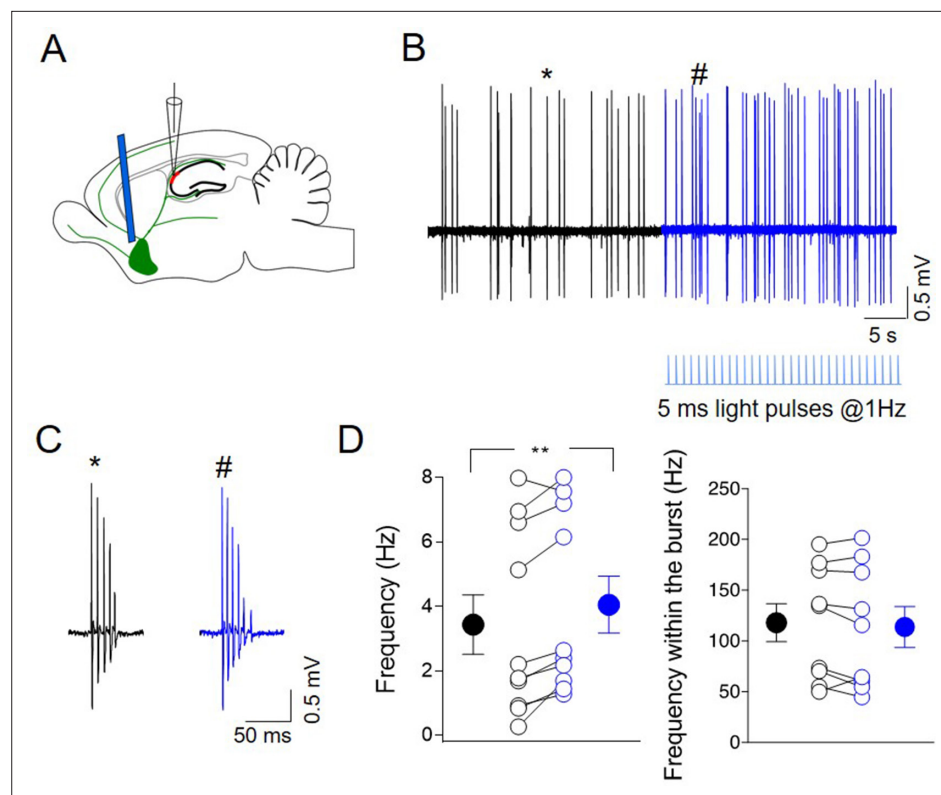 A
B
*
#
0.5 mV
5 s
5 ms light pulses @1Hz
C
*
#
0.5 mV
50 ms
D
**
Frequency (Hz)
8
6
4
2
0
Frequency within the burst (Hz)
250
200
150
100
50
0